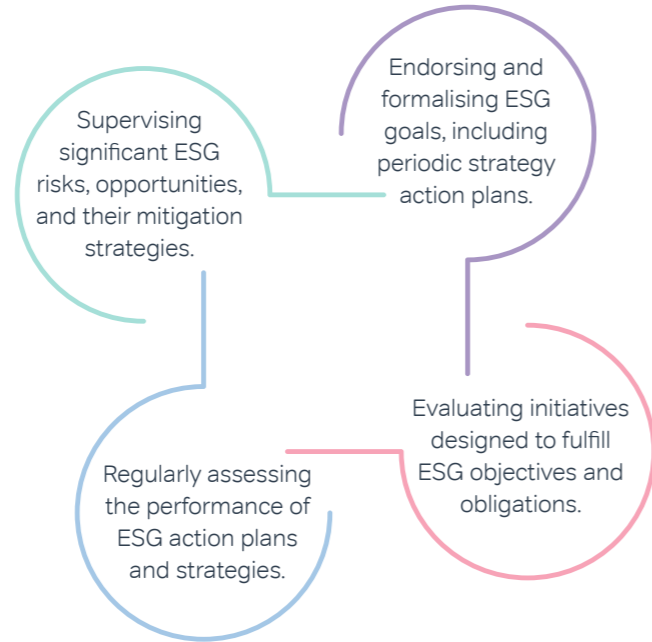 Supervising
significant ESG
risks, opportunities,
and their mitigation
strategies.
Endorsing and
formalising ESG
goals, including
periodic strategy
action plans.
Regularly assessing
the performance of
ESG action plans
and strategies.
Evaluating initiatives
designed to fulfill
ESG objectives and
obligations.